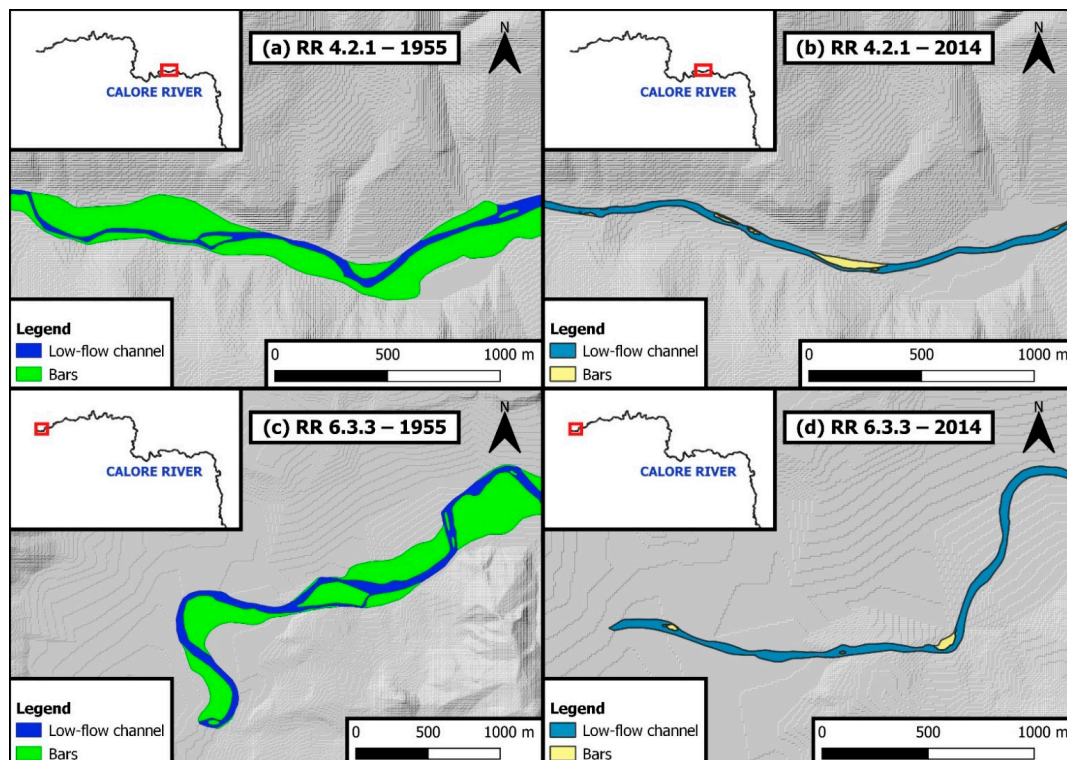 (a) RR 4.2.1 – 1955
N
CALORE RIVER
Legend
Low-flow channel
Bars
0 500 1000 m
(b) RR 4.2.1 – 2014
N
CALORE RIVER
Legend
Low-flow channel
Bars
0 500 1000 m
(c) RR 6.3.3 – 1955
N
CALORE RIVER
Legend
Low-flow channel
Bars
0 500 1000 m
(d) RR 6.3.3 – 2014
N
CALORE RIVER
Legend
Low-flow channel
Bars
0 500 1000 m